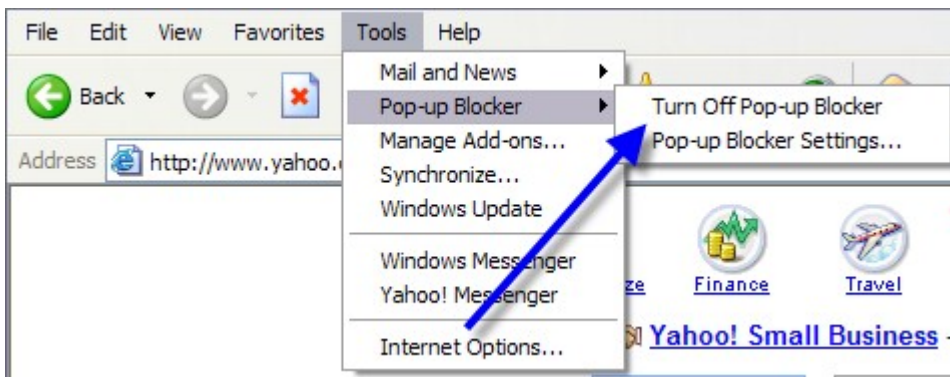 File Edit View Favorites Tools Help
Back
Address http://www.yahoo.
Mail and News
Pop-up Blocker
Manage Add-ons...
Synchronize...
Windows Update
Windows Messenger
Yahoo! Messenger
Internet Options...
Turn Off Pop-up Blocker
Pop-up Blocker Settings...
ze Finance Travel
Yahoo! Small Business -